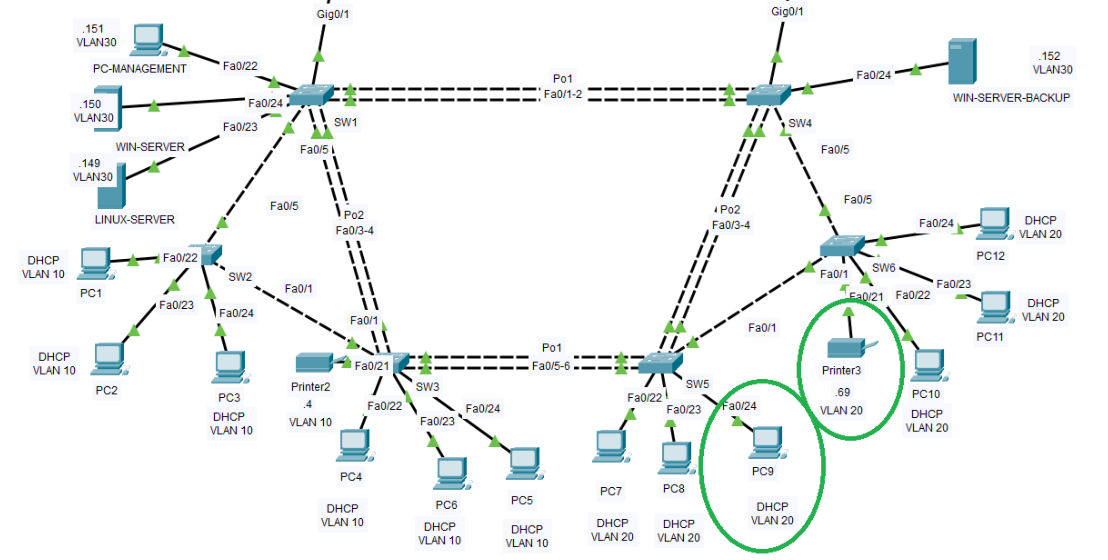 Gig0/1
Gig0/1
.151
VLAN30
PC-MANAGEMENT
Fa0/22
.150
VLAN30
WIN-SERVER
Fa0/24
Fa0/23
.149
VLAN30
LINUX-SERVER
SW1
Fa0/5
Po1
Fa0/1-2
SW4
Fa0/24
.152
VLAN30
WIN-SERVER-BACKUP
Fa0/5
Fa0/5
Po2
Fa0/3-4
Po2
Fa0/3-4
Fa0/5
Fa0/24
DHCP
VLAN 20
PC12
DHCP
VLAN 10
PC1
Fa0/22
SW2
Fa0/23
Fa0/24
Fa0/1
Fa0/1
SW6
Fa0/21
Fa0/22
Fa0/23
DHCP
VLAN 20
PC11
DHCP
VLAN 10
PC2
PC3
DHCP
VLAN 10
Fa0/1
Fa0/1
Printer2
.4
VLAN 10
Fa0/21
SW3
Po1
Fa0/5-6
SW5
Printer3
.69
VLAN 20
PC10
DHCP
VLAN 20
Fa0/22
Fa0/23
Fa0/24
Fa0/22
Fa0/23
Fa0/24
PC4
PC6
PC5
PC7
PC8
PC9
DHCP
VLAN 10
DHCP
VLAN 10
DHCP
VLAN 10
DHCP
VLAN 20
DHCP
VLAN 20
DHCP
VLAN 20